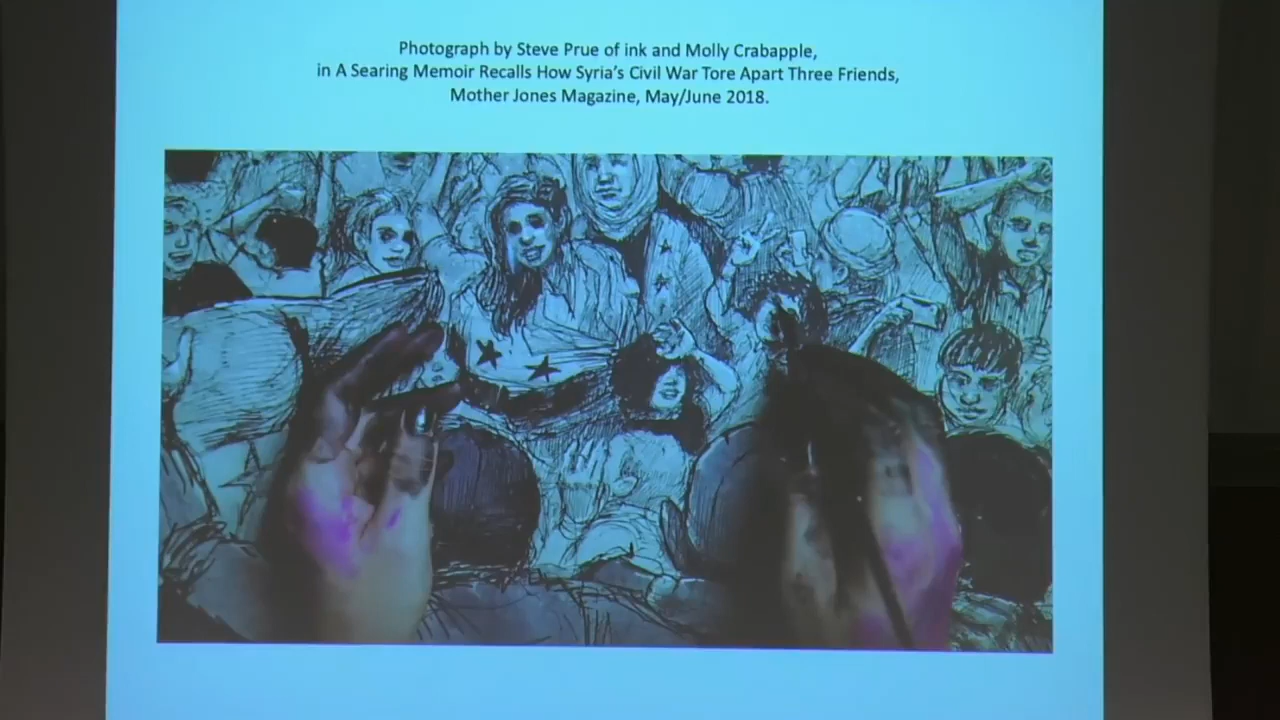 Photograph by Steve Prue of ink and Molly Crabapple,
in A Searing Memoir Recalls How Syria's Civil War Tore Apart Three Friends,
Mother Jones Magazine, May/June 2018.